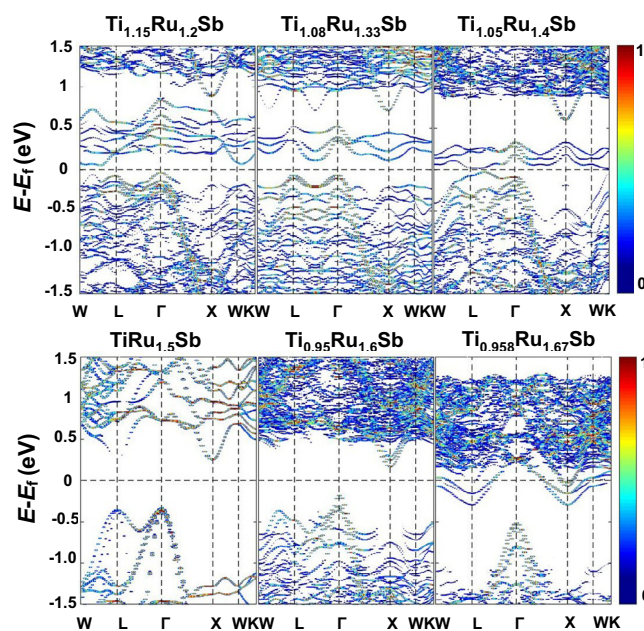 Ti1.15Ru1.2Sb Ti1.08Ru1.33Sb Ti1.05Ru1.4Sb
1.5 1
1
0.5
0
-0.5
-1.0
-1.5 0
E-Ef (eV)
W L Γ X WKW L Γ X WKW L Γ X WK
TiRu1.5Sb Ti0.95Ru1.6Sb Ti0.958Ru1.67Sb
1.5
1
0.5
0
-0.5
-1.0
-1.5
E-Ef (eV)
W L Γ X WKW L Γ X WKW L Γ X WK